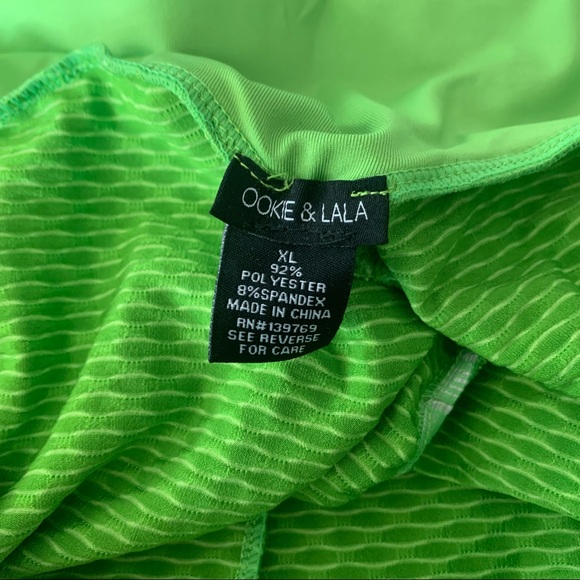 OOKIE & LALA
XL
92%
POLYESTER
8%SPANDEX
MADE IN CHINA
RN#139769
SEE REVERSE
FOR CARE